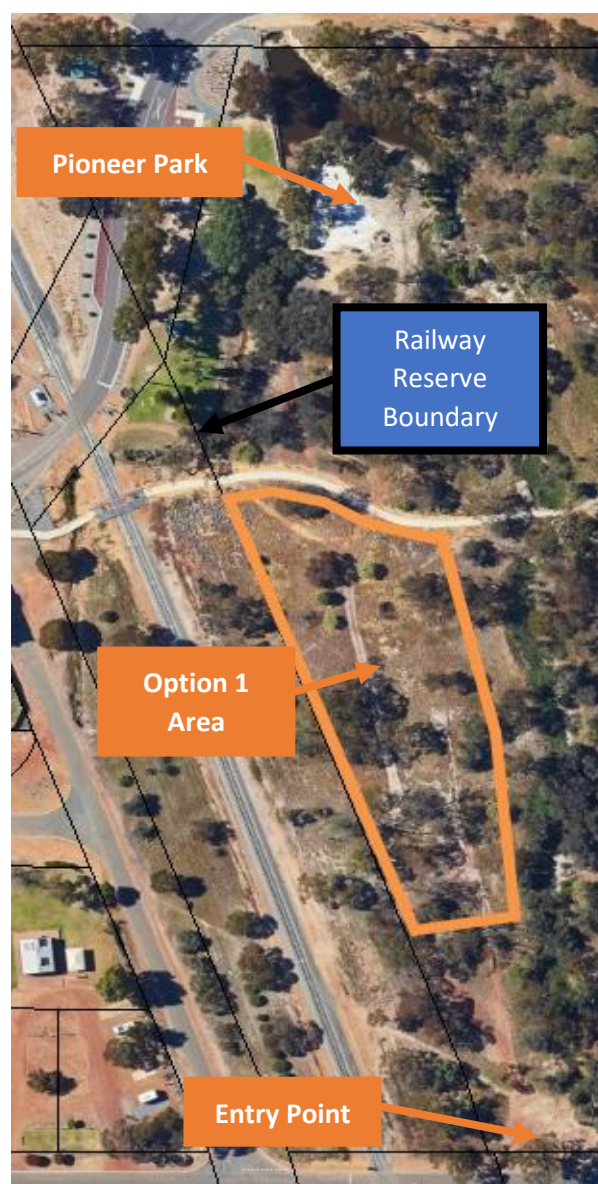 Pioneer Park
Railway
Reserve
Boundary
Option 1
Area
Entry Point